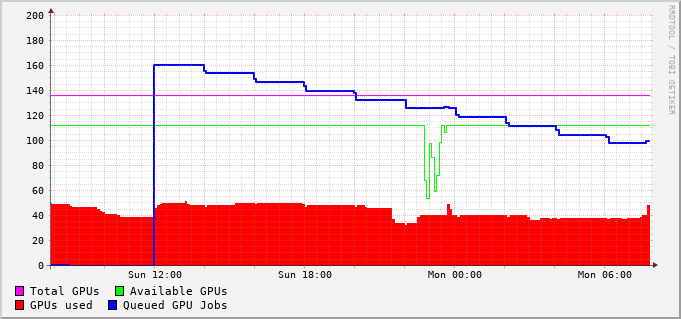 200
180
160
140
120
100
80
60
40
20
0
Sun 12:00 Sun 18:00 Mon 00:00 Mon 06:00
Total GPUs Available GPUs
GPUs used Queued GPU Jobs
RRDTOOL / TOBI OETIKER